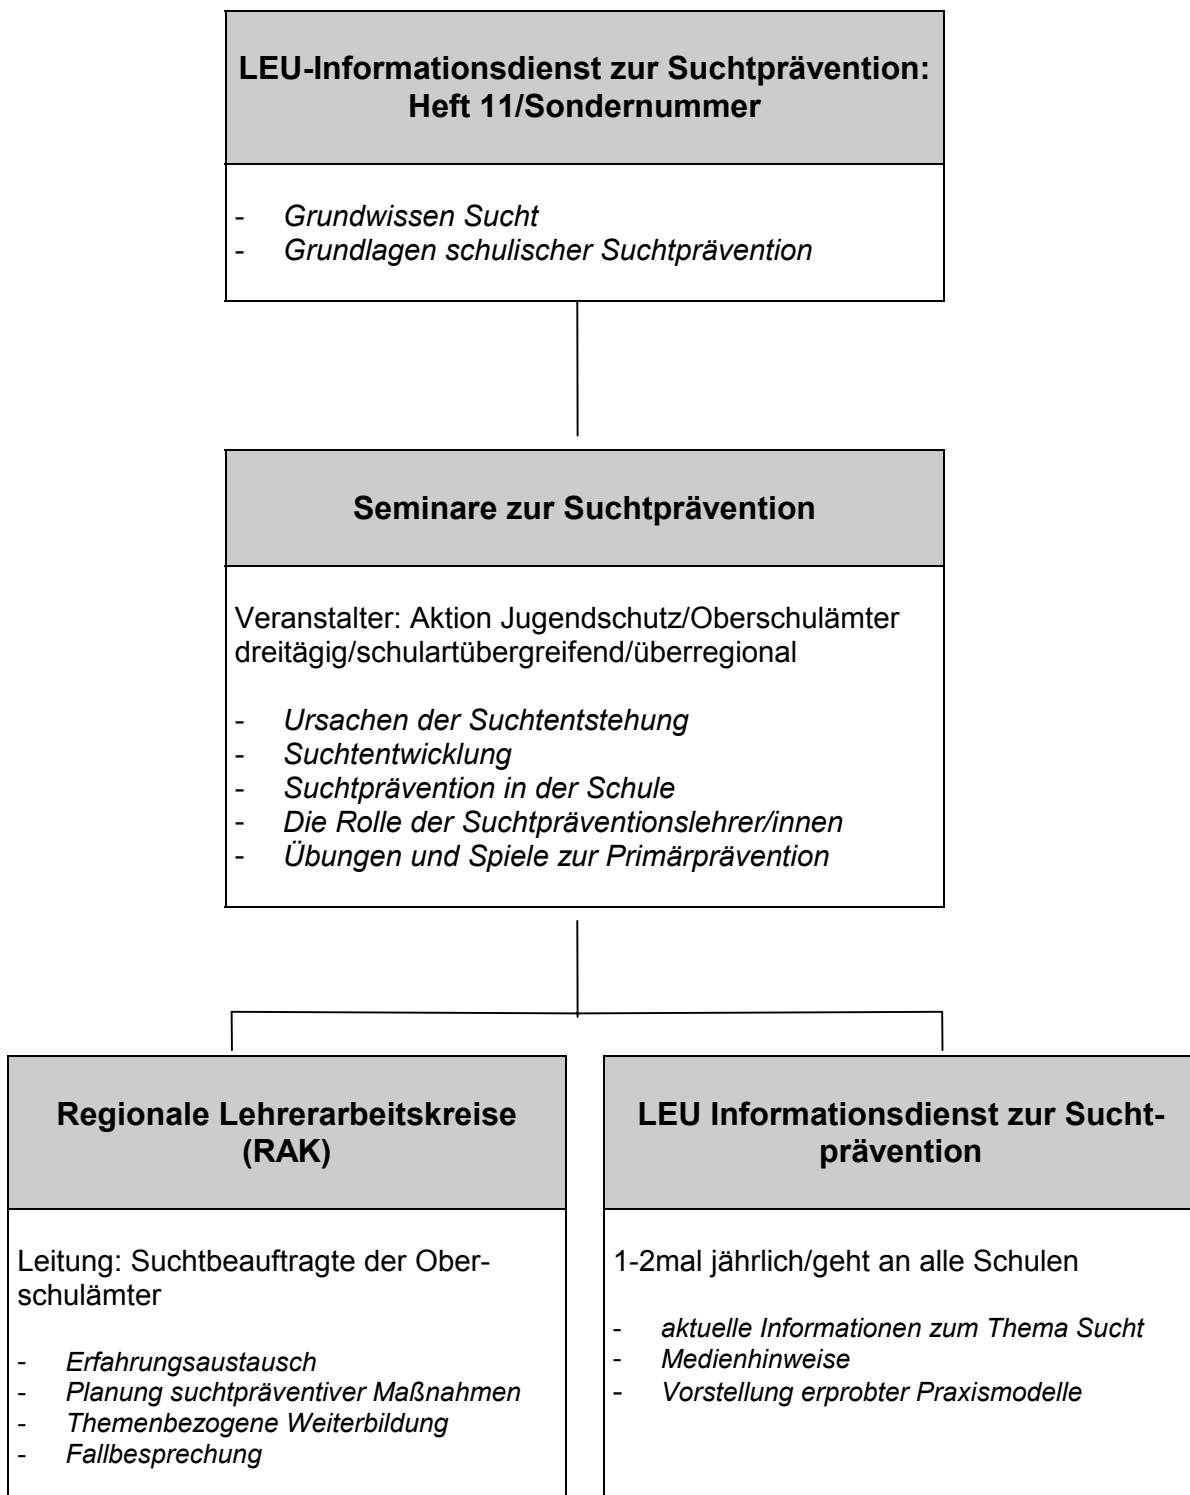 LEU-Informationsdienst zur Suchtprävention:
Heft 11/Sondernummer
- Grundwissen Sucht
- Grundlagen schulischer Suchtprävention
Seminare zur Suchtprävention
Veranstalter: Aktion Jugendschutz/Oberschulämter
dreitägig/schulartübergreifend/überregional
- Ursachen der Suchtentstehung
- Suchtentwicklung
- Suchtprävention in der Schule
- Die Rolle der Suchtpräventionslehrer/innen
- Übungen und Spiele zur Primärprävention
Regionale Lehrerarbeitskreise
(RAK)
Leitung: Suchtbeauftragte der Ober-
schulämter
- Erfahrungsaustausch
- Planung suchtpräventiver Maßnahmen
- Themenbezogene Weiterbildung
- Fallbesprechung
LEU Informationsdienst zur Sucht-
prävention
1-2mal jährlich/geht an alle Schulen
- aktuelle Informationen zum Thema Sucht
- Medienhinweise
- Vorstellung erprobter Praxismodelle